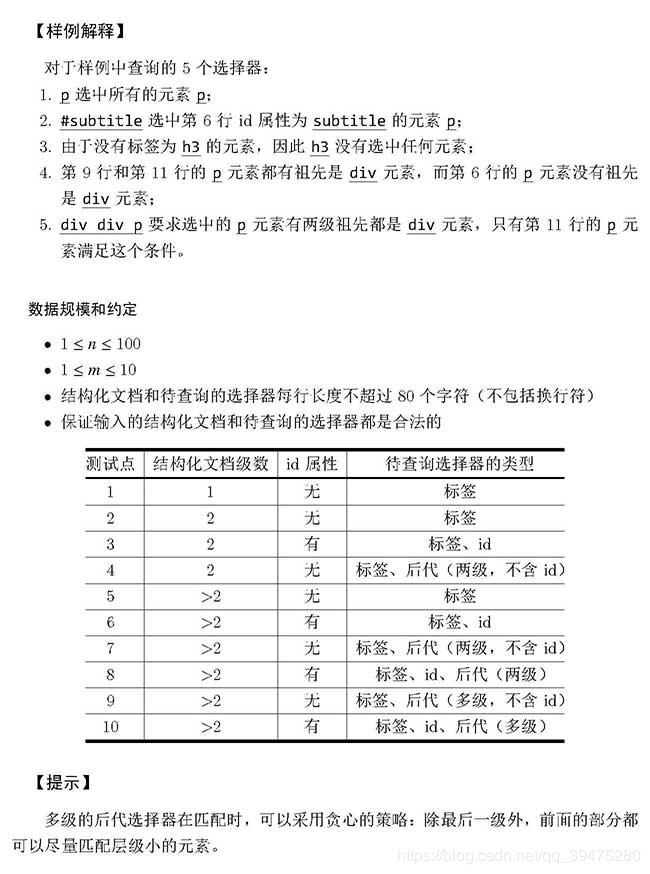 【样例解释】
对于样例中查询的 5 个选择器：
1. p 选中所有的元素 p；
2. #subtitle 选中第 6 行 id 属性为 subtitle 的元素 p；
3. 由于没有标签为 h3 的元素，因此 h3 没有选中任何元素；
4. 第 9 行和第 11 行的 p 元素都有祖先是 div 元素，而第 6 行的 p 元素没有祖先
是 div 元素；
5. div div p 要求选中的 p 元素有两级祖先都是 div 元素，只有第 11 行的 p 元
素满足这个条件。
数据规模和约定
• 1 ≤ n ≤ 100
• 1 ≤ m ≤ 10
• 结构化文档和待查询的选择器每行长度不超过 80 个字符（不包括换行符）
• 保证输入的结构化文档和待查询的选择器都是合法的
测试点 结构化文档级数 id 属性 待查询选择器的类型
1 1 无 标签
2 2 无 标签
3 2 有 标签、id
4 2 无 标签、后代（两级，不含 id）
5 >2 无 标签
6 >2 有 标签、id
7 >2 无 标签、后代（两级，不含 id）
8 >2 有 标签、id、后代（两级）
9 >2 无 标签、后代（多级，不含 id）
10 >2 有 标签、id、后代（多级）
【提示】
多级的后代选择器在匹配时，可以采用贪心的策略：除最后一级外，前面的部分都
可以尽量匹配层级小的元素。
https://blog.csdn.net/qq_39475280